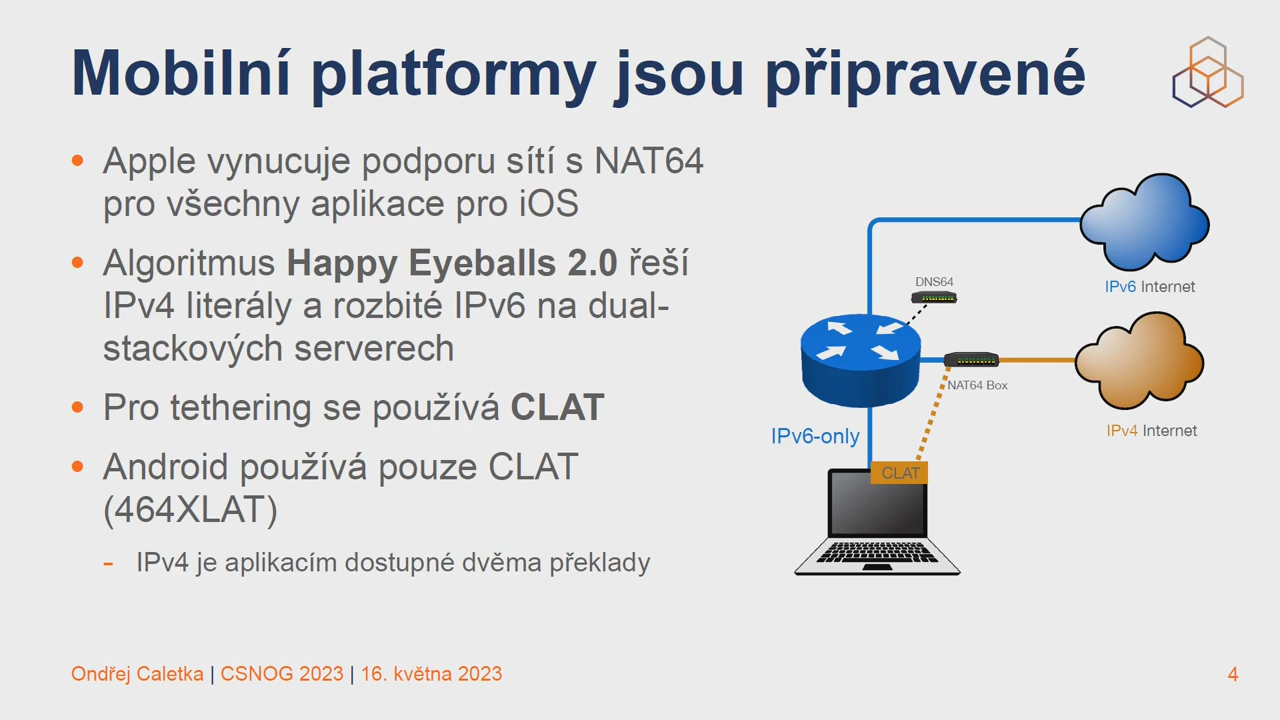 Mobilní platformy jsou připravené
• Apple vynucuje podporu sítí s NAT64
pro všechny aplikace pro iOS
• Algoritmus Happy Eyeballs 2.0 řeší
IPv4 literály a rozbité IPv6 na dual-
stackových serverech
• Pro tethering se používá CLAT
• Android používá pouze CLAT
(464XLAT)
- IPv4 je aplikacím dostupné dvěma překlady
DNS64
IPv6 Internet
NAT64 Box
IPv4 Internet
IPv6-only
CLAT
Ondřej Caletka | CSNOG 2023 | 16. května 2023
4